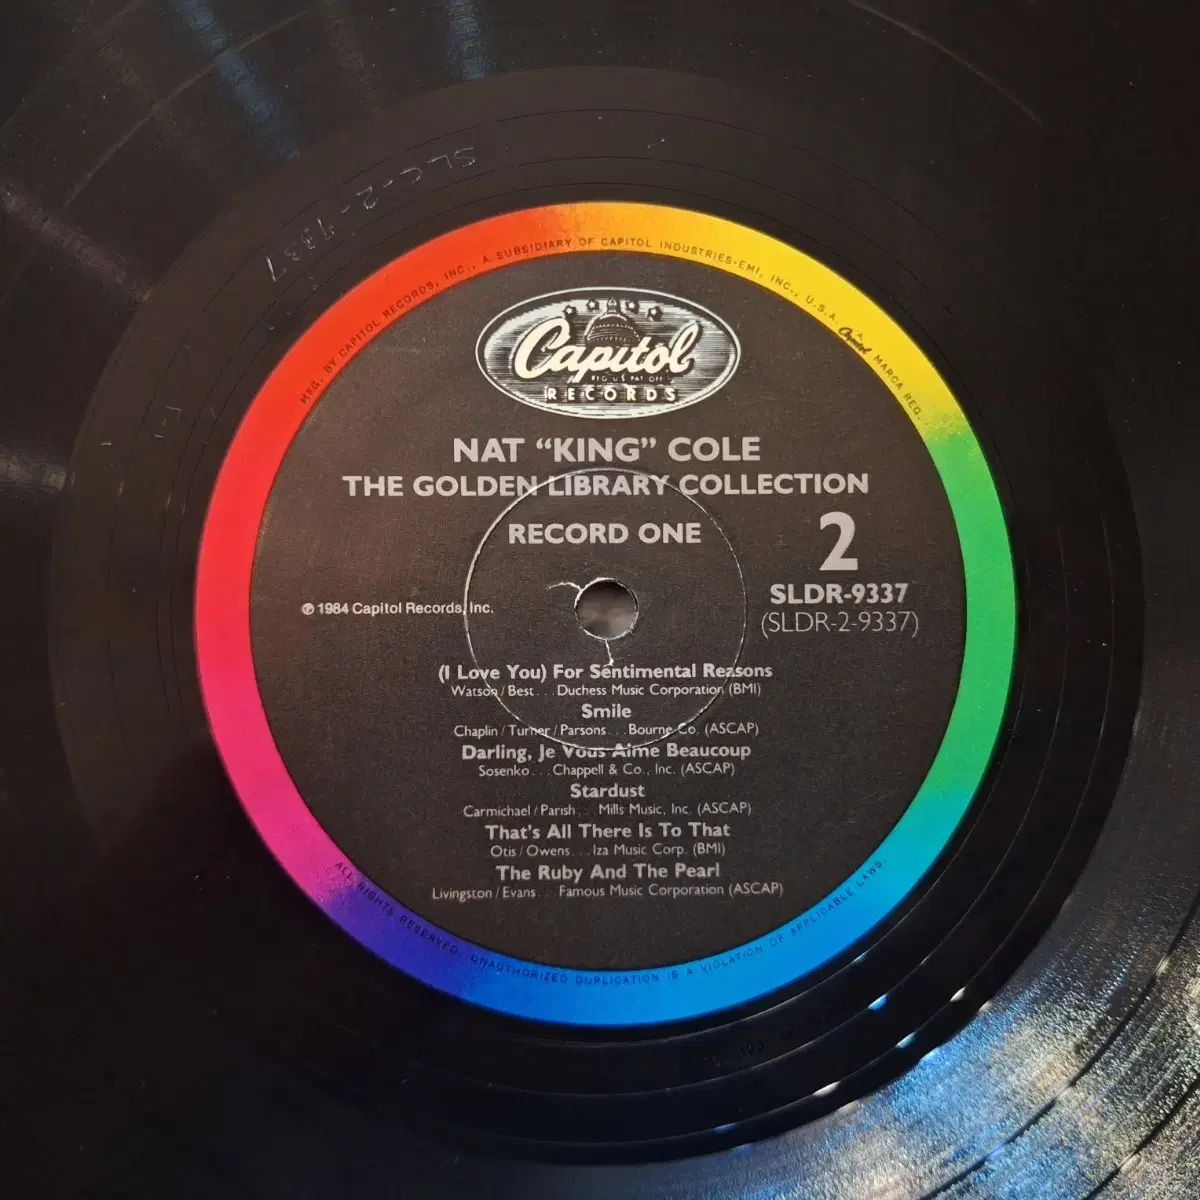 SLC-2-9337
MFG. BY CAPITOL RECORDS, INC., A SUBSIDIARY OF CAPITOL INDUSTRIES-EMI, INC., U.S.A. Capitol MARCA REG.
Capitol
REG U S PAT OFF
RECORDS
NAT “KING” COLE
THE GOLDEN LIBRARY COLLECTION
RECORD ONE
2
SLDR-9337
(SLDR-2-9337)
℗ 1984 Capitol Records, Inc.
(I Love You) For Sentimental Reasons
Watson/Best...Duchess Music Corporation (BMI)
Smile
Chaplin/Turner/Parsons...Bourne Co. (ASCAP)
Darling, Je Vous Aime Beaucoup
Sosenko...Chappell & Co., Inc. (ASCAP)
Stardust
Carmichael/Parish...Mills Music, Inc. (ASCAP)
That's All There Is To That
Otis/Owens...Iza Music Corp. (BMI)
The Ruby And The Pearl
Livingston/Evans...Famous Music Corporation (ASCAP)
ALL RIGHTS RESERVED. UNAUTHORIZED DUPLICATION IS A VIOLATION OF APPLICABLE LAWS.